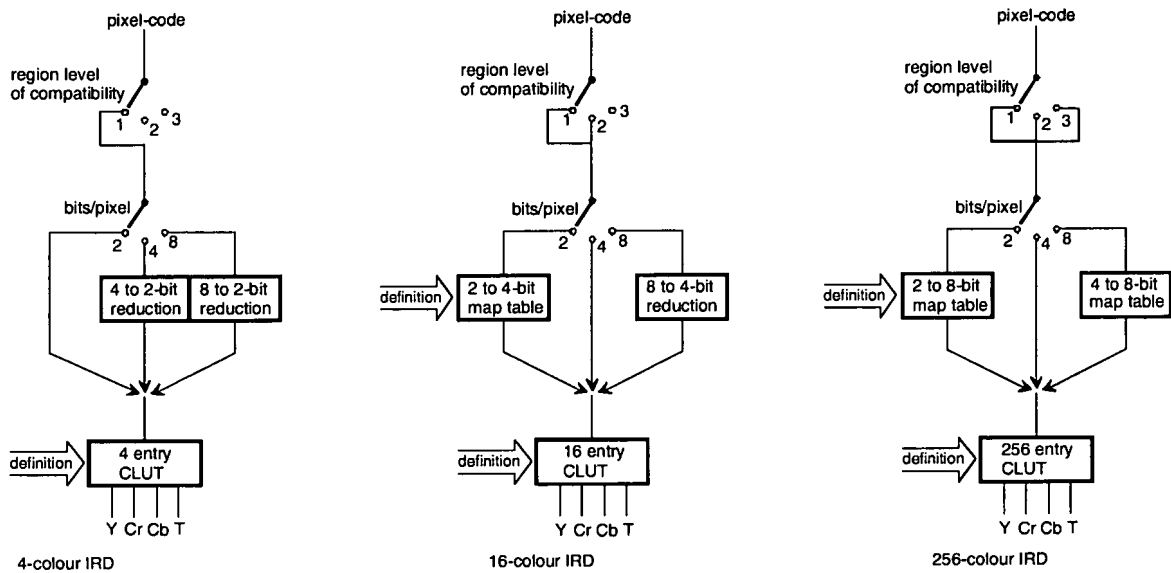 pixel-code
region level
of compatibility
1
2
3
bits/pixel
2
4
8
4 to 2-bit
reduction
8 to 2-bit
reduction
definition
4 entry
CLUT
Y Cr Cb T
4-colour IRD
pixel-code
region level
of compatibility
1
2
3
bits/pixel
2
4
8
definition
2 to 4-bit
map table
8 to 4-bit
reduction
definition
16 entry
CLUT
Y Cr Cb T
16-colour IRD
pixel-code
region level
of compatibility
1
2
3
bits/pixel
2
4
8
definition
2 to 8-bit
map table
4 to 8-bit
map table
definition
256 entry
CLUT
Y Cr Cb T
256-colour IRD